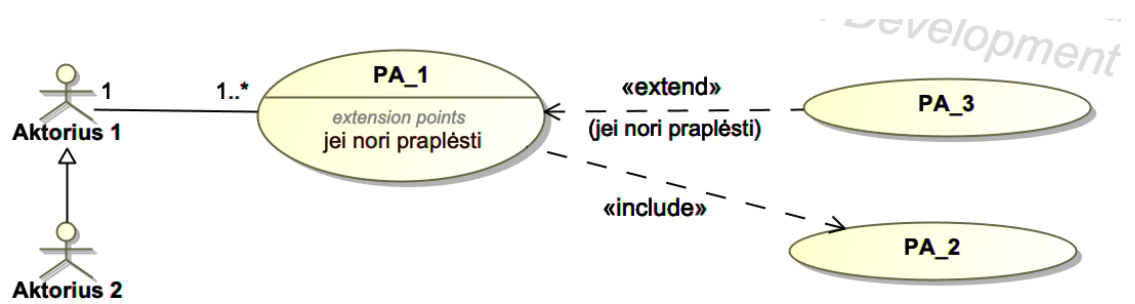 Development
PA_1
1
1..*
Aktorius 1
extension points
jei nori praplėsti
«extend»
(jei nori praplėsti)
PA_3
«include»
PA_2
Aktorius 2